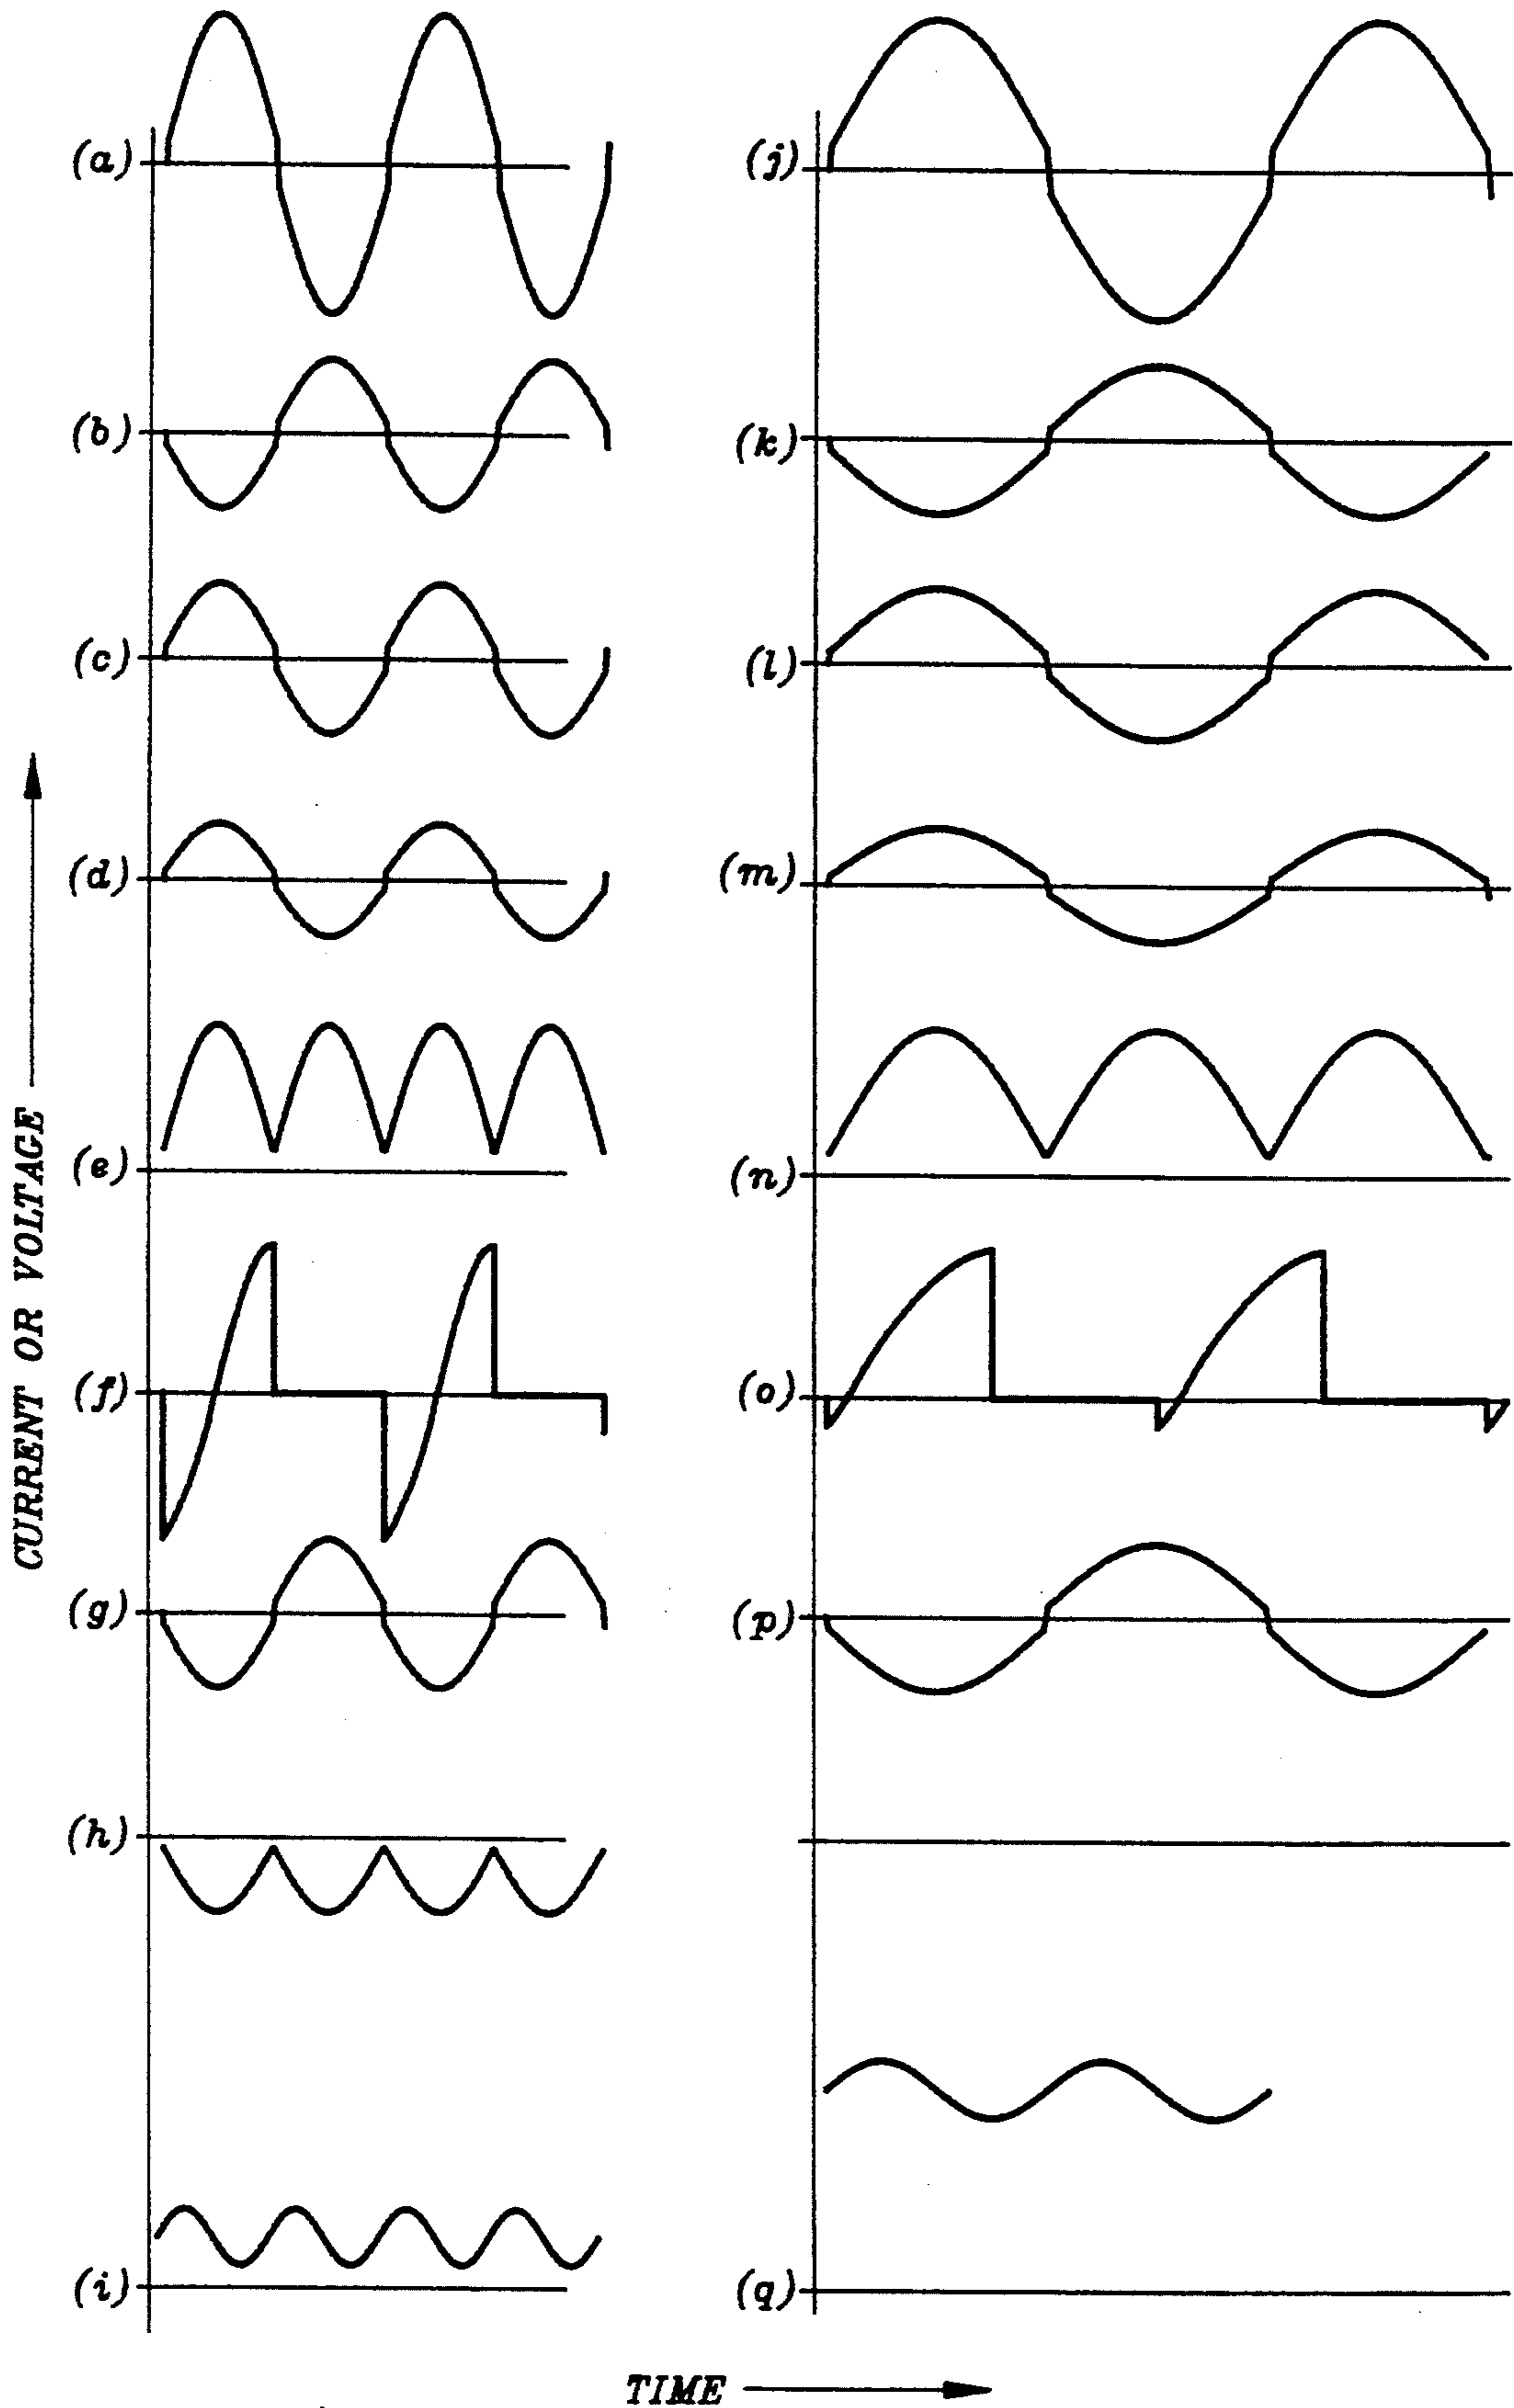 (a)
(b)
(c)
(d)
(e)
(f)
(g)
(h)
(i)
(j)
(k)
(l)
(m)
(n)
(o)
(p)
(q)
CURRENT OR VOLTAGE
TIME